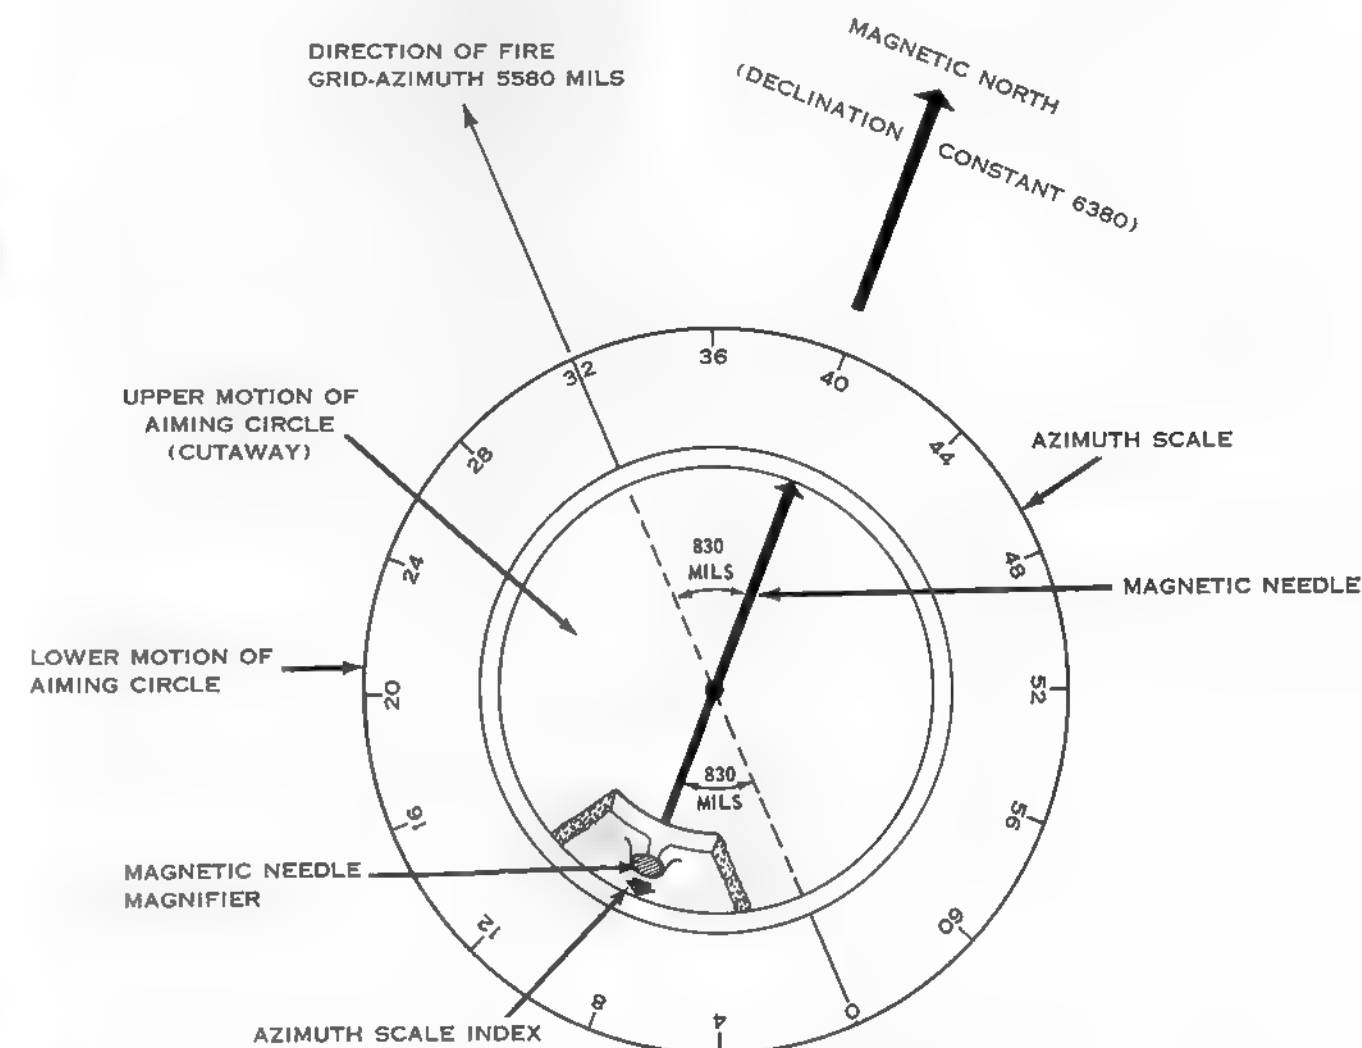 DIRECTION OF FIRE
GRID-AZIMUTH 5580 MILS
MAGNETIC NORTH
(DECLINATION CONSTANT 6380)
UPPER MOTION OF
AIMING CIRCLE
(CUTAWAY)
AZIMUTH SCALE
MAGNETIC NEEDLE
LOWER MOTION OF
AIMING CIRCLE
MAGNETIC NEEDLE
MAGNIFIER
AZIMUTH SCALE INDEX
830
MILS
830
MILS
0
4
8
12
16
20
24
28
32
36
40
44
48
52
56
60